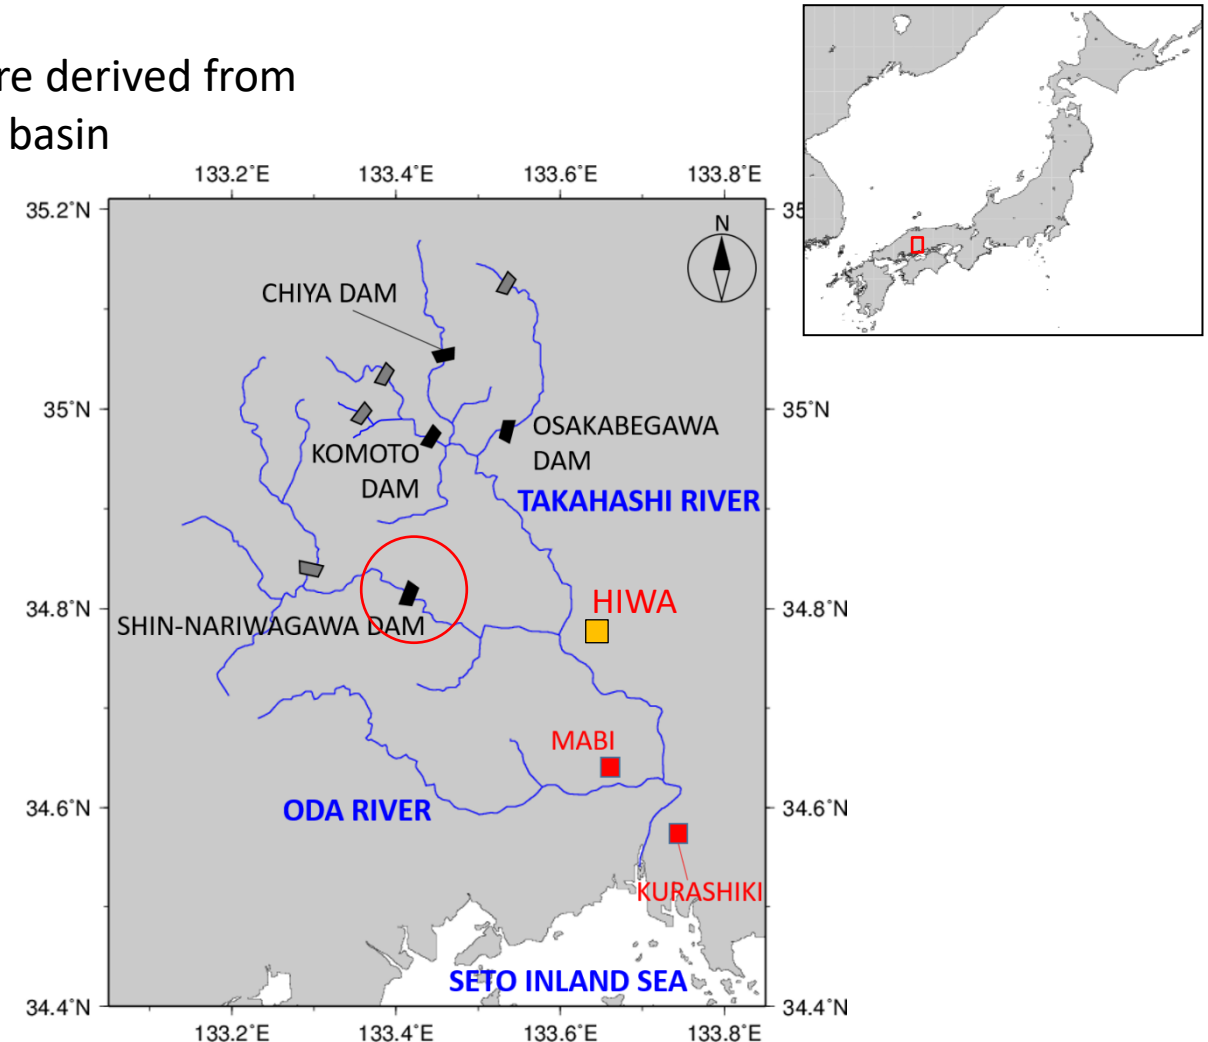 re derived from
basin
133.2°E 133.4°E 133.6°E 133.8°E
35.2°N
35
N
CHIYA DAM
35°N
35°N
OSAKABEGAWA
DAM
KOMOTO
DAM
TAKAHASHI RIVER
34.8°N
34.8°N
HIWA
SHIN-NARIWAGAWA DAM
MABI
34.6°N
34.6°N
ODA RIVER
KURASHIKI
SETO INLAND SEA
34.4°N
34.4°N
133.2°E 133.4°E 133.6°E 133.8°E